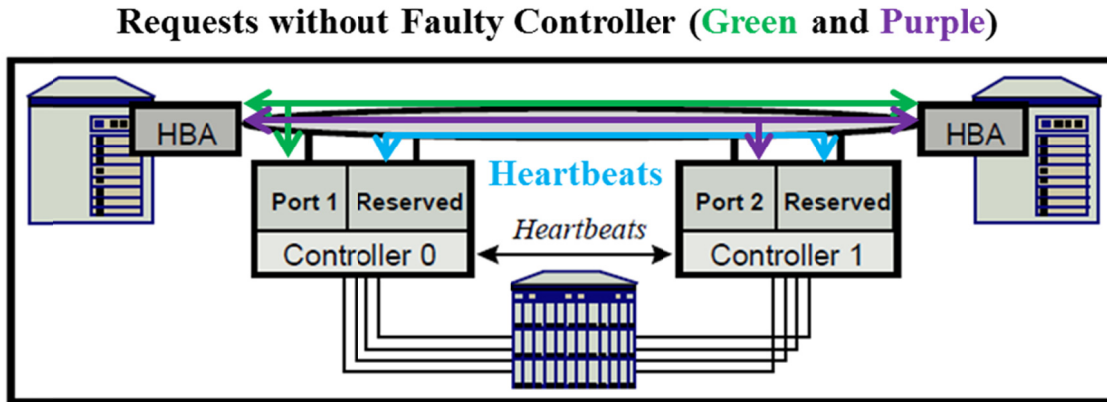 Requests without Faulty Controller (Green and Purple)
HBA
HBA
Heartbeats
Port 1
Reserved
Port 2
Reserved
Heartbeats
Controller 0
Controller 1